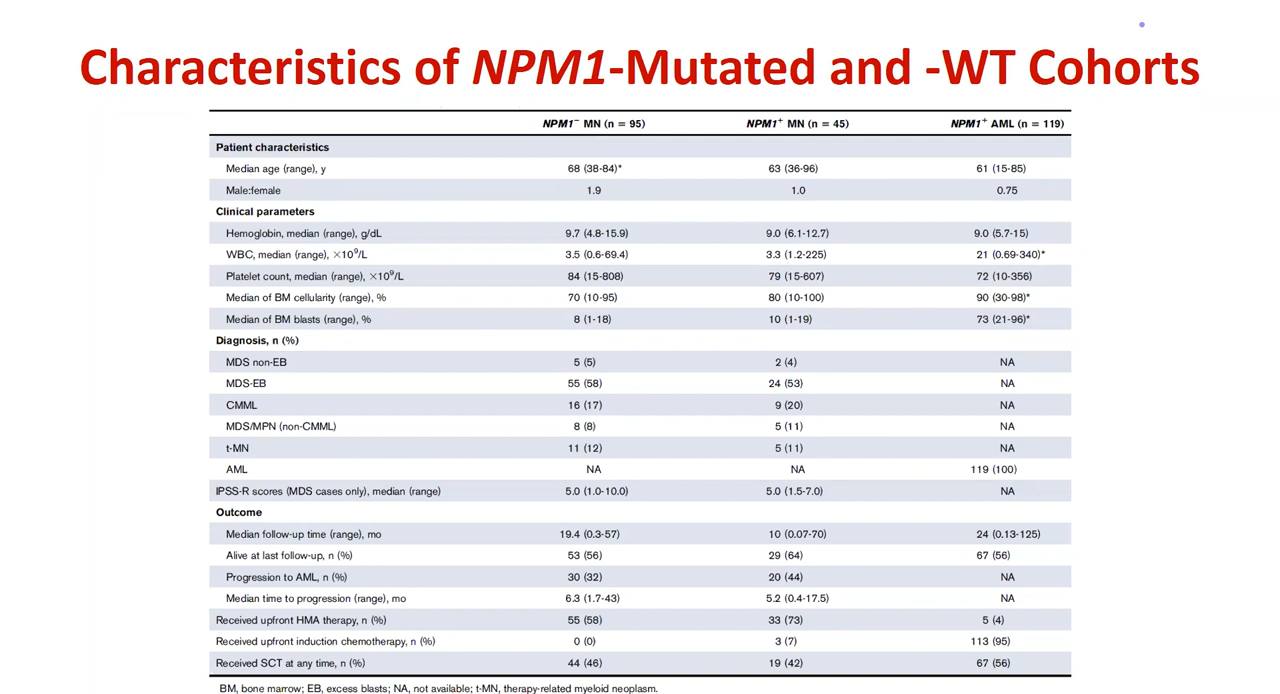 Characteristics of NPM1-Mutated and -WT Cohorts
NPM1⁻ MN (n = 95) NPM1⁺ MN (n = 45) NPM1⁺ AML (n = 119)
Patient characteristics
Median age (range), y 68 (38-84)* 63 (36-96) 61 (15-85)
Male:female 1.9 1.0 0.75
Clinical parameters
Hemoglobin, median (range), g/dL 9.7 (4.8-15.9) 9.0 (6.1-12.7) 9.0 (5.7-15)
WBC, median (range), ×10⁹/L 3.5 (0.6-69.4) 3.3 (1.2-225) 21 (0.69-340)*
Platelet count, median (range), ×10⁹/L 84 (15-808) 79 (15-607) 72 (10-356)
Median of BM cellularity (range), % 70 (10-95) 80 (10-100) 90 (30-98)*
Median of BM blasts (range), % 8 (1-18) 10 (1-19) 73 (21-96)*
Diagnosis, n (%)
MDS non-EB 5 (5) 2 (4) NA
MDS-EB 55 (58) 24 (53) NA
CMML 16 (17) 9 (20) NA
MDS/MPN (non-CMML) 8 (8) 5 (11) NA
t-MN 11 (12) 5 (11) NA
AML NA NA 119 (100)
IPSS-R scores (MDS cases only), median (range) 5.0 (1.0-10.0) 5.0 (1.5-7.0) NA
Outcome
Median follow-up time (range), mo 19.4 (0.3-57) 10 (0.07-70) 24 (0.13-125)
Alive at last follow-up, n (%) 53 (56) 29 (64) 67 (56)
Progression to AML, n (%) 30 (32) 20 (44) NA
Median time to progression (range), mo 6.3 (1.7-43) 5.2 (0.4-17.5) NA
Received upfront HMA therapy, n (%) 55 (58) 33 (73) 5 (4)
Received upfront induction chemotherapy, n (%) 0 (0) 3 (7) 113 (95)
Received SCT at any time, n (%) 44 (46) 19 (42) 67 (56)
BM, bone marrow; EB, excess blasts; NA, not available; t-MN, therapy-related myeloid neoplasm.